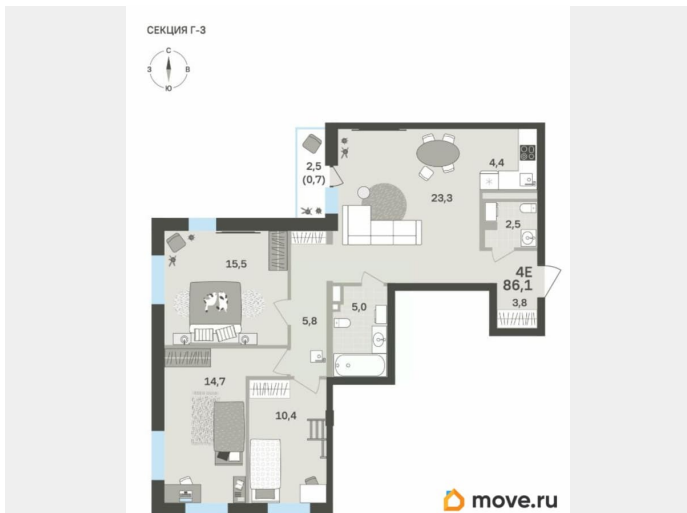 СЕКЦИЯ Г-3
С
З
В
Ю
2,5
(0,7)
4,4
23,3
2,5
15,5
4Е
86,1
5,0
5,8
3,8
14,7
10,4
move.ru